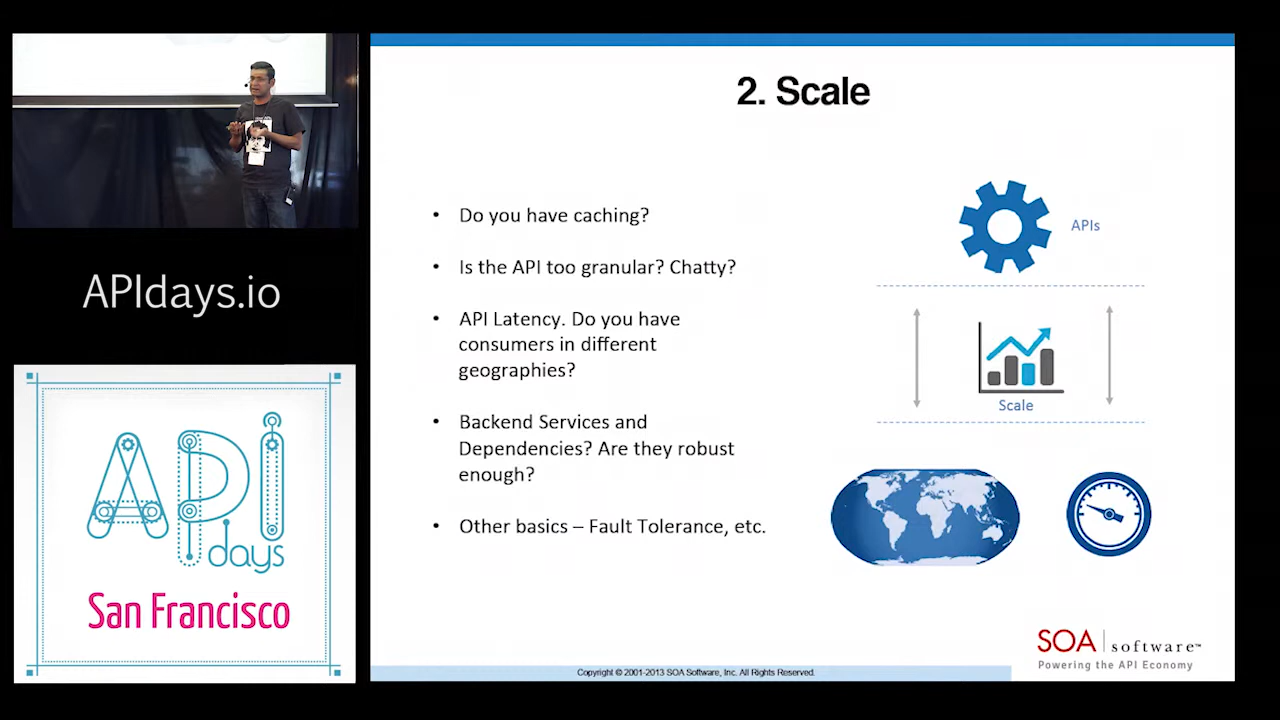 APIdays.io
API
days
San Francisco
2. Scale
• Do you have caching?
• Is the API too granular? Chatty?
• API Latency. Do you have
consumers in different
geographies?
• Backend Services and
Dependencies? Are they robust
enough?
• Other basics – Fault Tolerance, etc.
APIs
Scale
SOA software™
Powering the API Economy
Copyright © 2001-2013 SOA Software, Inc. All Rights Reserved.